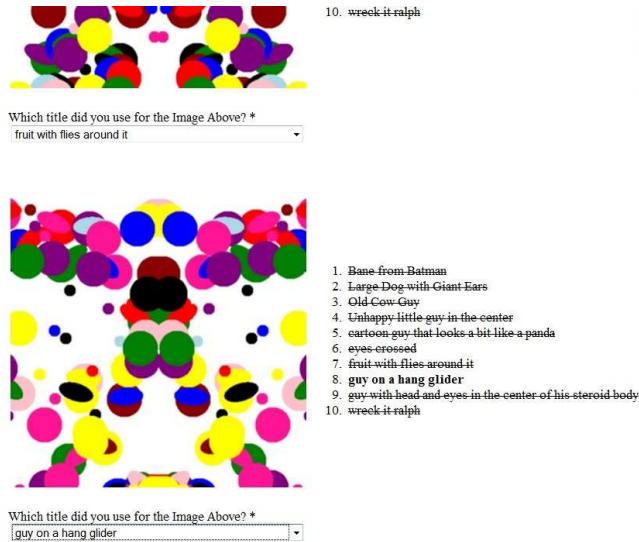 10. wreck it ralph
Which title did you use for the Image Above? *
fruit with flies around it
1. Bane from Batman
2. Large Dog with Giant Ears
3. Old Cow Guy
4. Unhappy little guy in the center
5. cartoon guy that looks a bit like a panda
6. eyes crossed
7. fruit with flies around it
8. guy on a hang glider
9. guy with head and eyes in the center of his steroid body
10. wreck it ralph
Which title did you use for the Image Above? *
guy on a hang glider